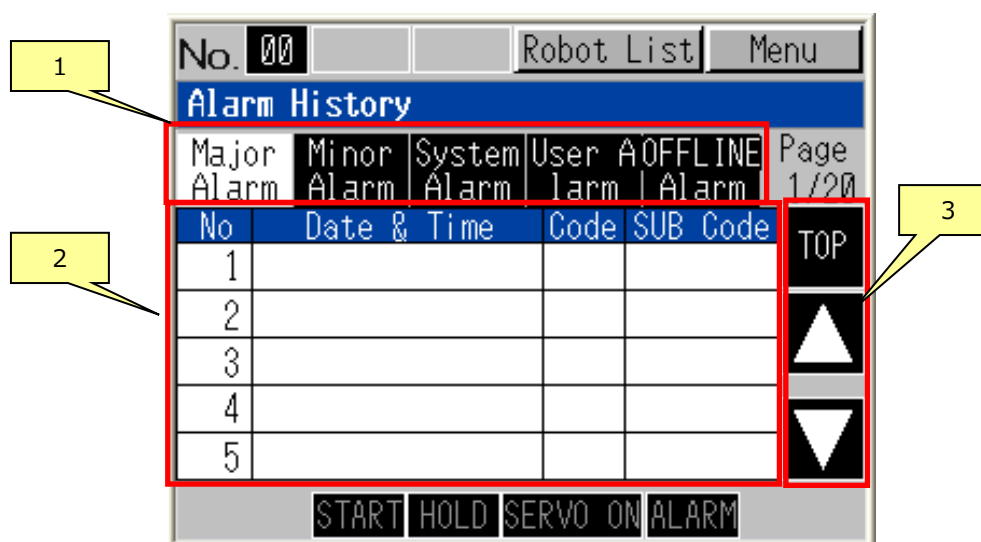 No. 00 Robot List Menu
1
Alarm History
Major Alarm Minor Alarm System Alarm User A larm OFFLINE Alarm Page 1/20
No Date & Time Code SUB Code TOP
3
1
2
2
3
4
5
START HOLD SERVO ON ALARM